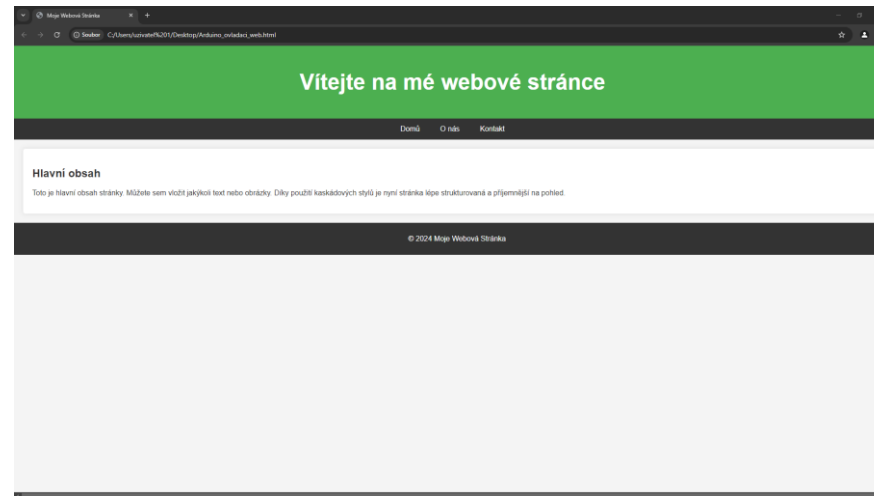 Moje Webová Stránka
Soubor C:/Users/uzivatel%201/Desktop/Arduino_ovladaci_web.html
Vítejte na mé webové stránce
Domů O nás Kontakt
Hlavní obsah
Toto je hlavní obsah stránky. Můžete sem vložit jakýkoli text nebo obrázky. Díky použití kaskádových stylů je nyní stránka lépe strukturovaná a příjemnější na pohled.
© 2024 Moje Webová Stránka